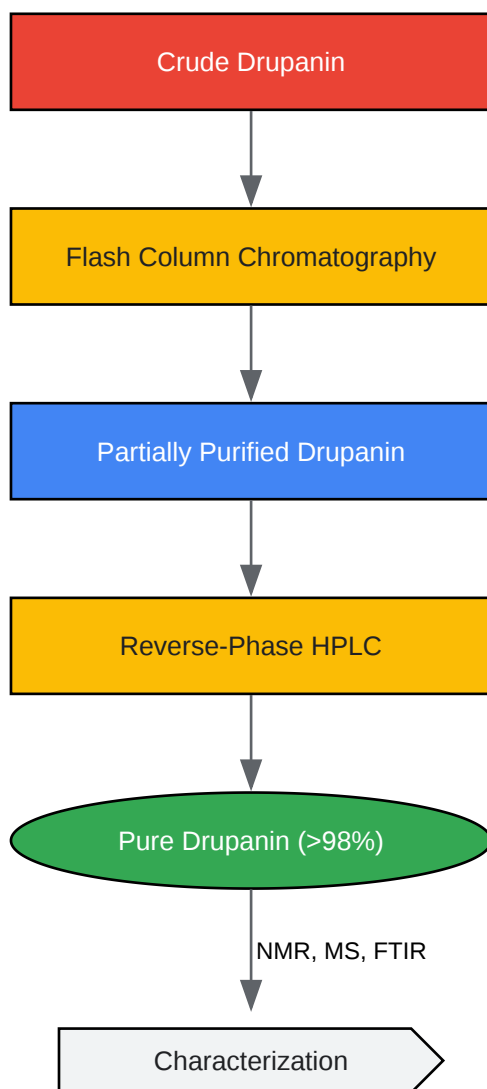 Crude Drupanin
Flash Column Chromatography
Partially Purified Drupanin
Reverse-Phase HPLC
Pure Drupanin (>98%)
NMR, MS, FTIR
Characterization